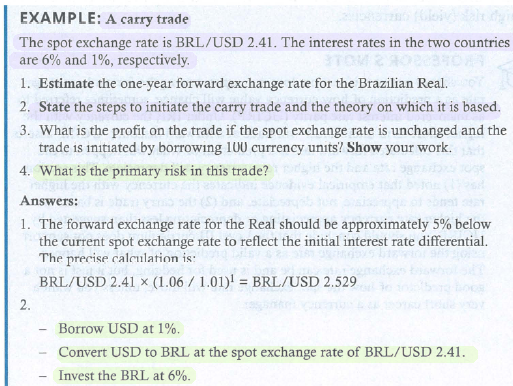 EXAMPLE: A carry trade
The spot exchange rate is BRL/USD 2.41. The interest rates in the two countries
are 6% and 1%, respectively.
1. Estimate the one-year forward exchange rate for the Brazilian Real.
2. State the steps to initiate the carry trade and the theory on which it is based.
3. What is the profit on the trade if the spot exchange rate is unchanged and the
trade is initiated by borrowing 100 currency units? Show your work.
4. What is the primary risk in this trade?
Answers:
1. The forward exchange rate for the Real should be approximately 5% below
the current spot exchange rate to reflect the initial interest rate differential.
The precise calculation is:
BRL/USD 2.41 × (1.06 / 1.01)¹ = BRL/USD 2.529
2.
– Borrow USD at 1%.
– Convert USD to BRL at the spot exchange rate of BRL/USD 2.41.
– Invest the BRL at 6%.